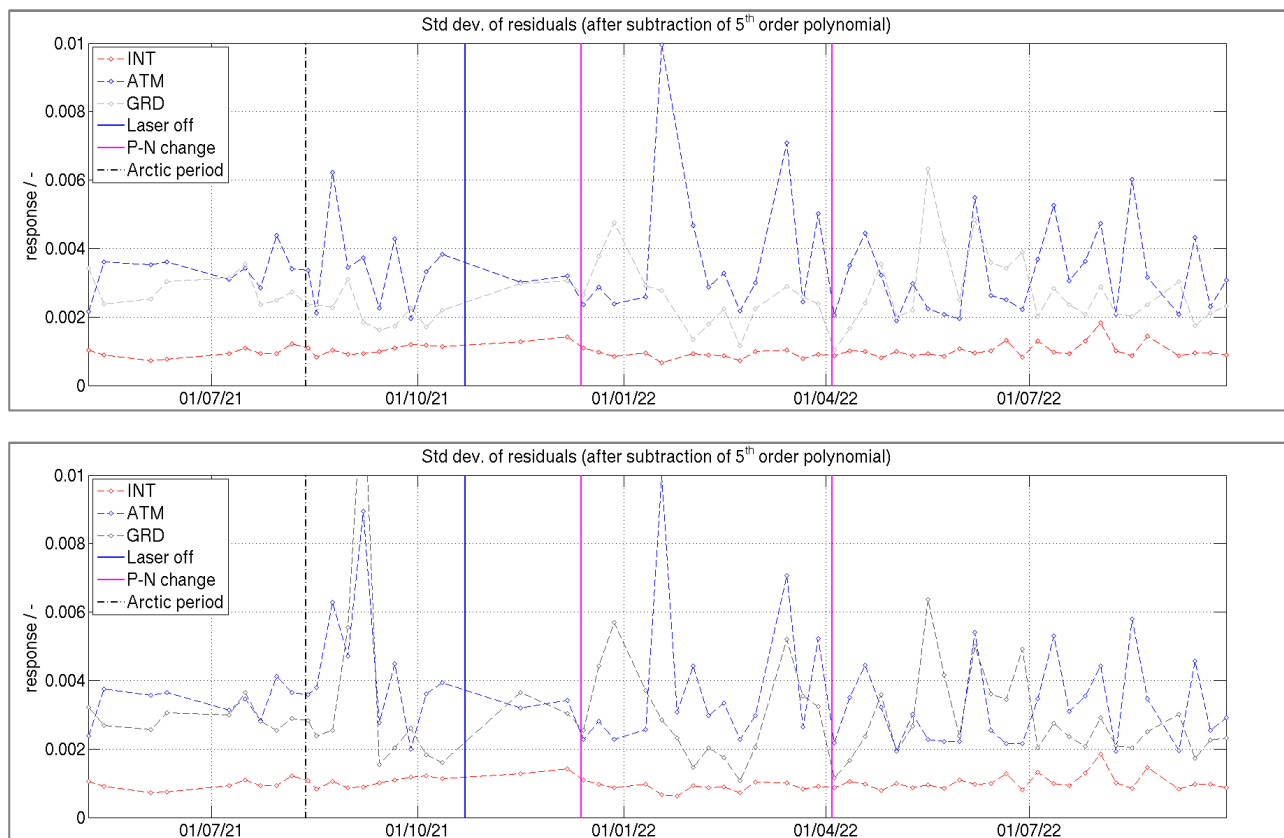 Std dev. of residuals (after subtraction of 5th order polynomial)
0.01
0.008
0.006
0.004
0.002
0
response / -
INT
ATM
GRD
Laser off
P-N change
Arctic period
01/07/21
01/10/21
01/01/22
01/04/22
01/07/22
Std dev. of residuals (after subtraction of 5th order polynomial)
0.01
0.008
0.006
0.004
0.002
0
response / -
INT
ATM
GRD
Laser off
P-N change
Arctic period
01/07/21
01/10/21
01/01/22
01/04/22
01/07/22